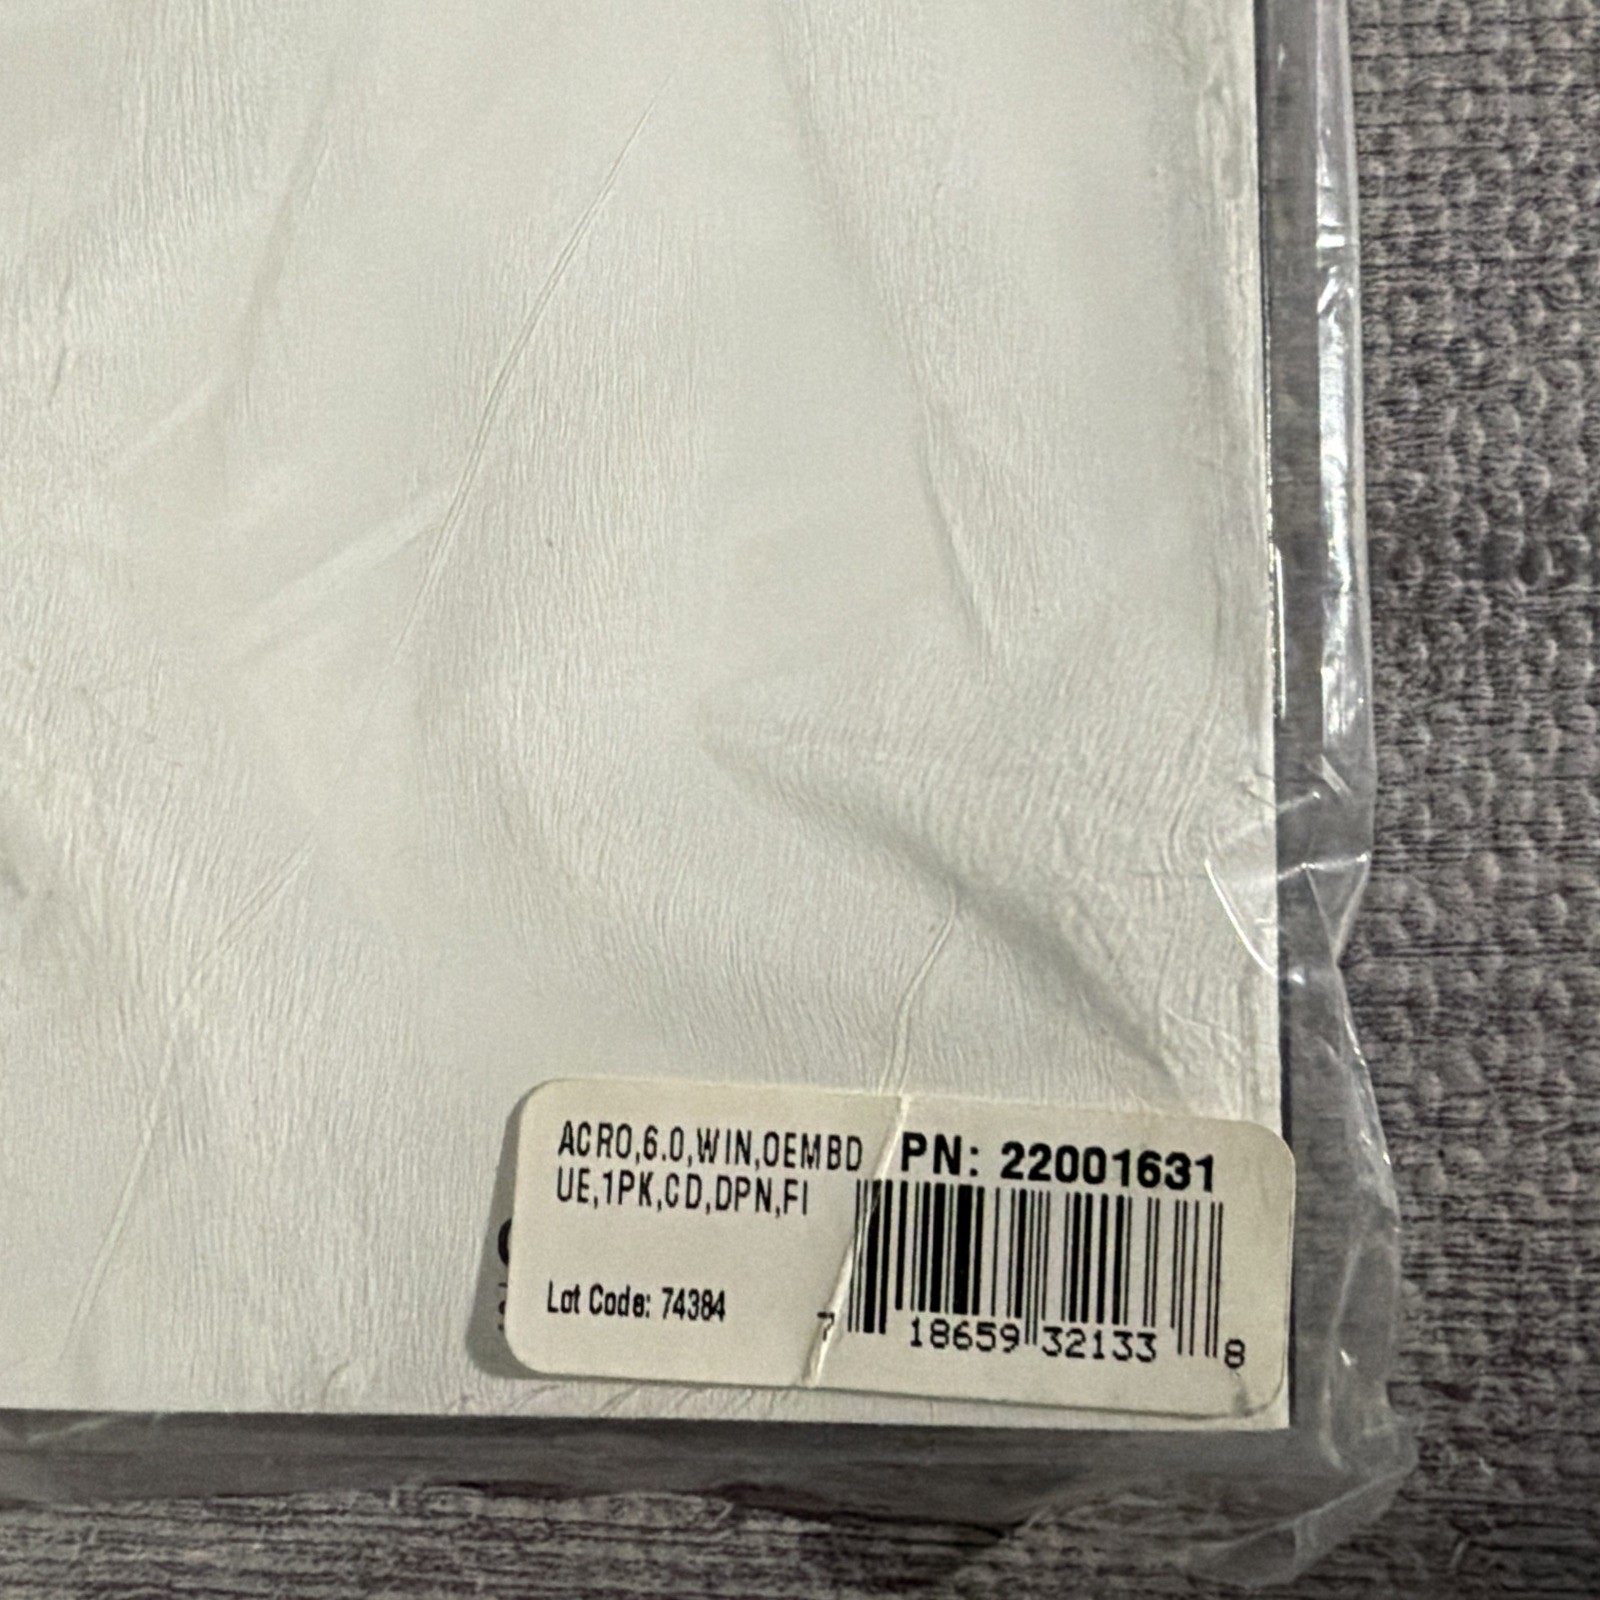 ACRO,6.0,WIN,OEMBD
UE,1PK,CD,DPN,FI
PN: 22001631
Lot Code: 74384
7 18659 32133 8